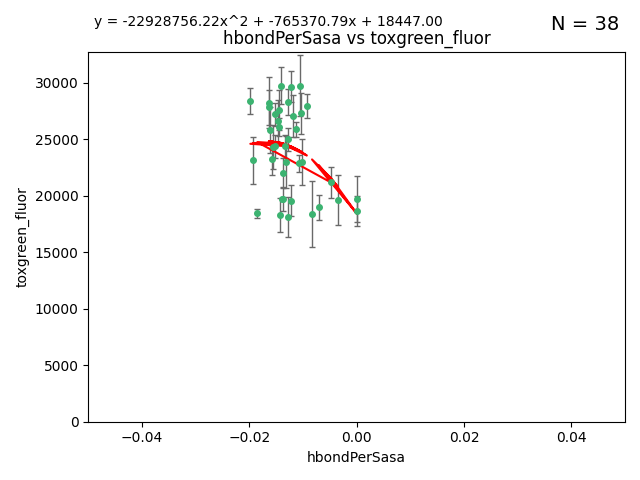 y = -22928756.22x^2 + -765370.79x + 18447.00
N = 38
hbondPerSasa vs toxgreen_fluor
30000
25000
20000
15000
10000
5000
0
toxgreen_fluor
−0.04
−0.02
0.00
0.02
0.04
hbondPerSasa